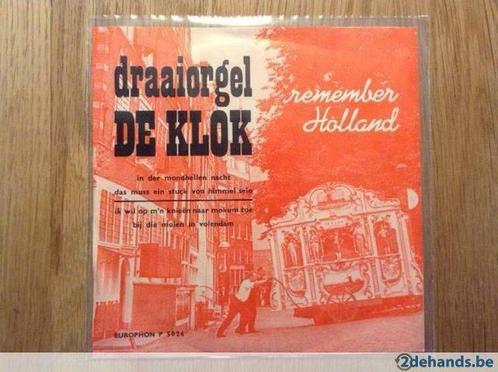 draaiorgel
DE KLOK
remember
Holland
in der mondhellen nacht
das muss ein stuck von himmel sein
ik wil op m'n knieën naar mokum toe
bij die molen in volendam
EUROPHON P 5026
2dehands.be